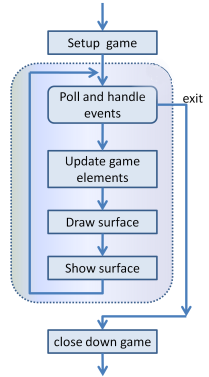 Setup game
Poll and handle
events
exit
Update game
elements
Draw surface
Show surface
close down game